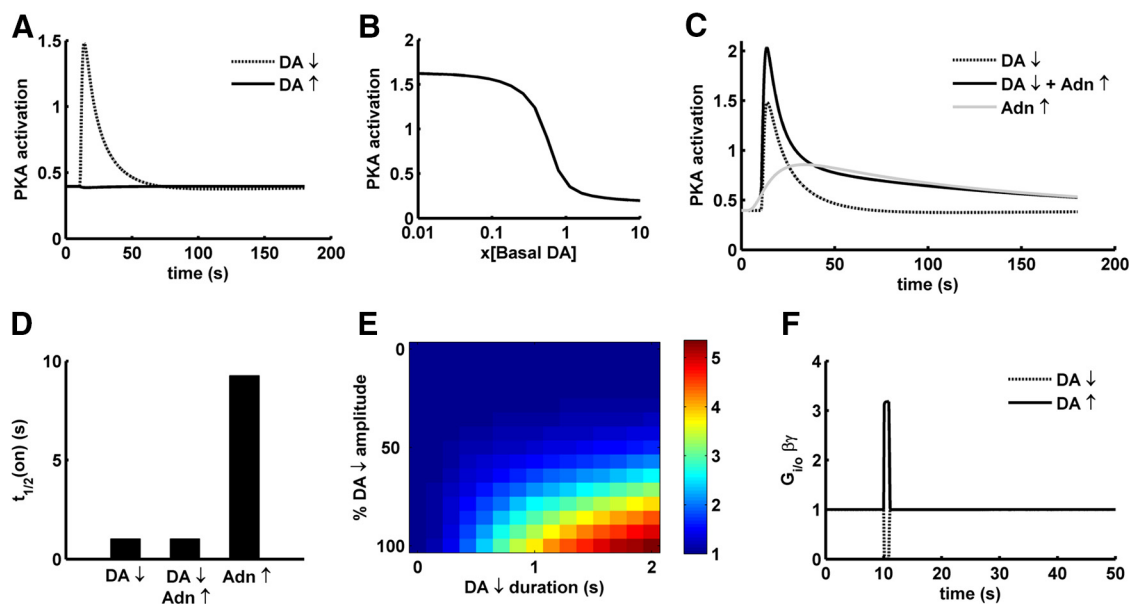 A
1.5
1
0.5
0
PKA activation
DA ↓
DA ↑
0 50 100 150 200
time (s)
B
2
1.5
1
0.5
0
PKA activation
0.01 0.1 1 10
x[Basal DA]
C
2
1.5
1
0.5
0
PKA activation
DA ↓
DA ↓ + Adn ↑
Adn ↑
0 50 100 150 200
time (s)
D
10
5
0
t1/2(on) (s)
DA ↓ DA ↓ Adn ↑
Adn ↑
E
0
50
100
% DA ↓ amplitude
0 1 2
DA ↓ duration (s)
5
4
3
2
1
F
4
3
2
1
0
Gi/o βγ
DA ↓
DA ↑
0 10 20 30 40 50
time (s)